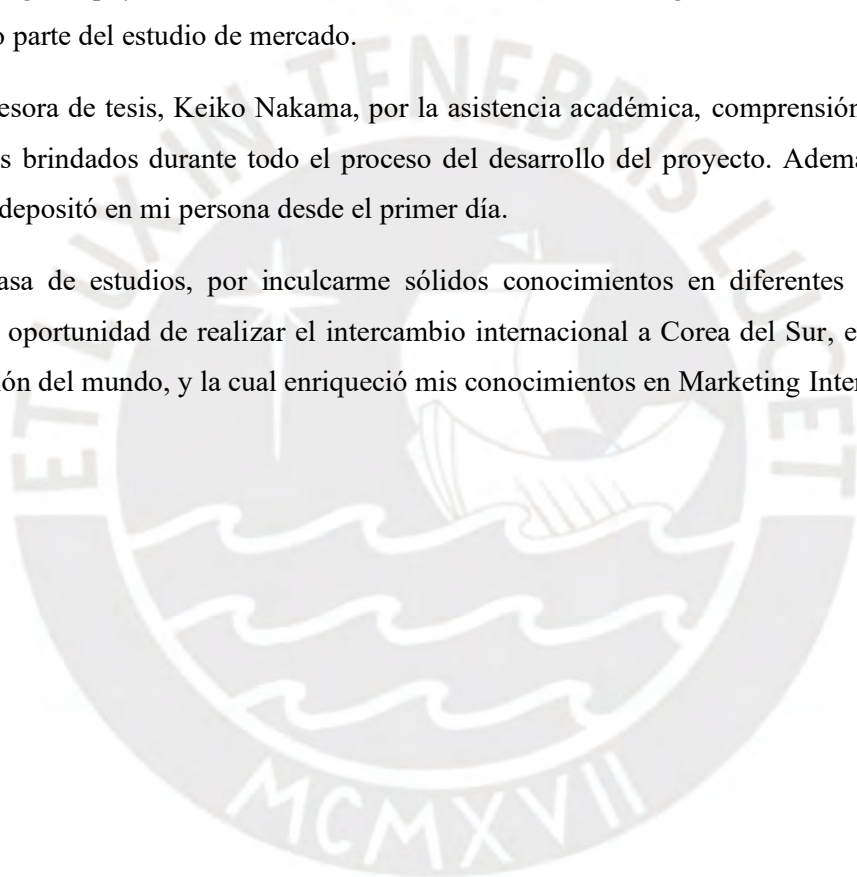 parte del estudio de mercado.
esora de tesis, Keiko Nakama, por la asistencia académica, comprensión
s brindados durante todo el proceso del desarrollo del proyecto. Adema
depositó en mi persona desde el primer día.
asa de estudios, por inculcarme sólidos conocimientos en diferentes
oportunidad de realizar el intercambio internacional a Corea del Sur, e
ión del mundo, y la cual enriqueció mis conocimientos en Marketing Inter
ET LUX IN TENEBRIS LUCET
MCMXVII